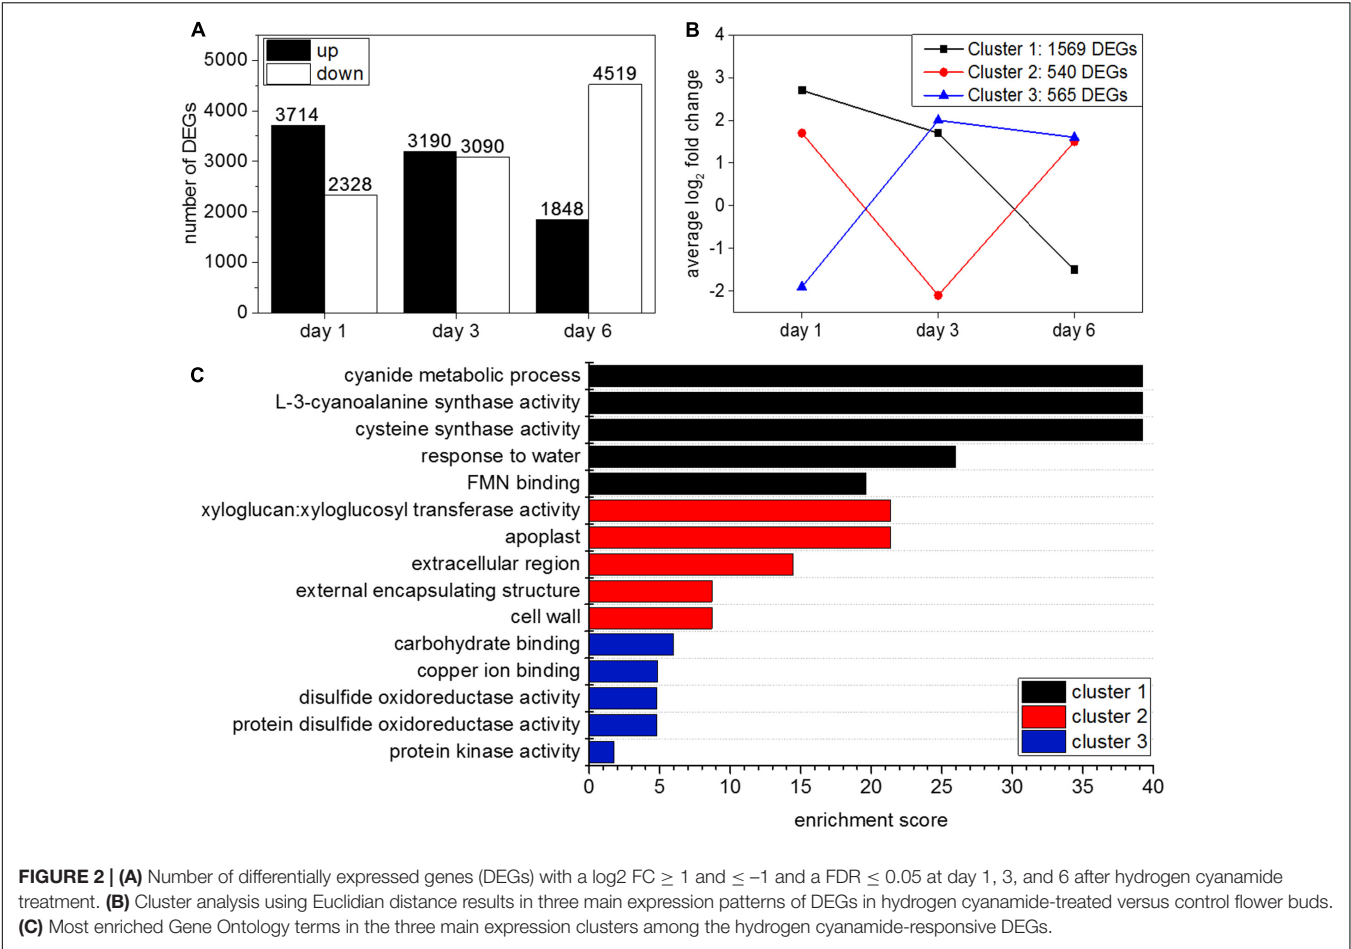 A
up
down
number of DEGs
5000
4000
3000
2000
1000
0
3714
2328
3190
3090
1848
4519
day 1
day 3
day 6
B
average log2 fold change
4
3
2
1
0
-1
-2
Cluster 1: 1569 DEGs
Cluster 2: 540 DEGs
Cluster 3: 565 DEGs
day 1
day 3
day 6
C
cyanide metabolic process
L-3-cyanoalanine synthase activity
cysteine synthase activity
response to water
FMN binding
xyloglucan:xyloglucosyl transferase activity
apoplast
extracellular region
external encapsulating structure
cell wall
carbohydrate binding
copper ion binding
disulfide oxidoreductase activity
protein disulfide oxidoreductase activity
protein kinase activity
cluster 1
cluster 2
cluster 3
0 5 10 15 20 25 30 35 40
enrichment score
FIGURE 2 | (A) Number of differentially expressed genes (DEGs) with a log2 FC ≥ 1 and ≤ –1 and a FDR ≤ 0.05 at day 1, 3, and 6 after hydrogen cyanamide
treatment. (B) Cluster analysis using Euclidian distance results in three main expression patterns of DEGs in hydrogen cyanamide-treated versus control flower buds.
(C) Most enriched Gene Ontology terms in the three main expression clusters among the hydrogen cyanamide-responsive DEGs.